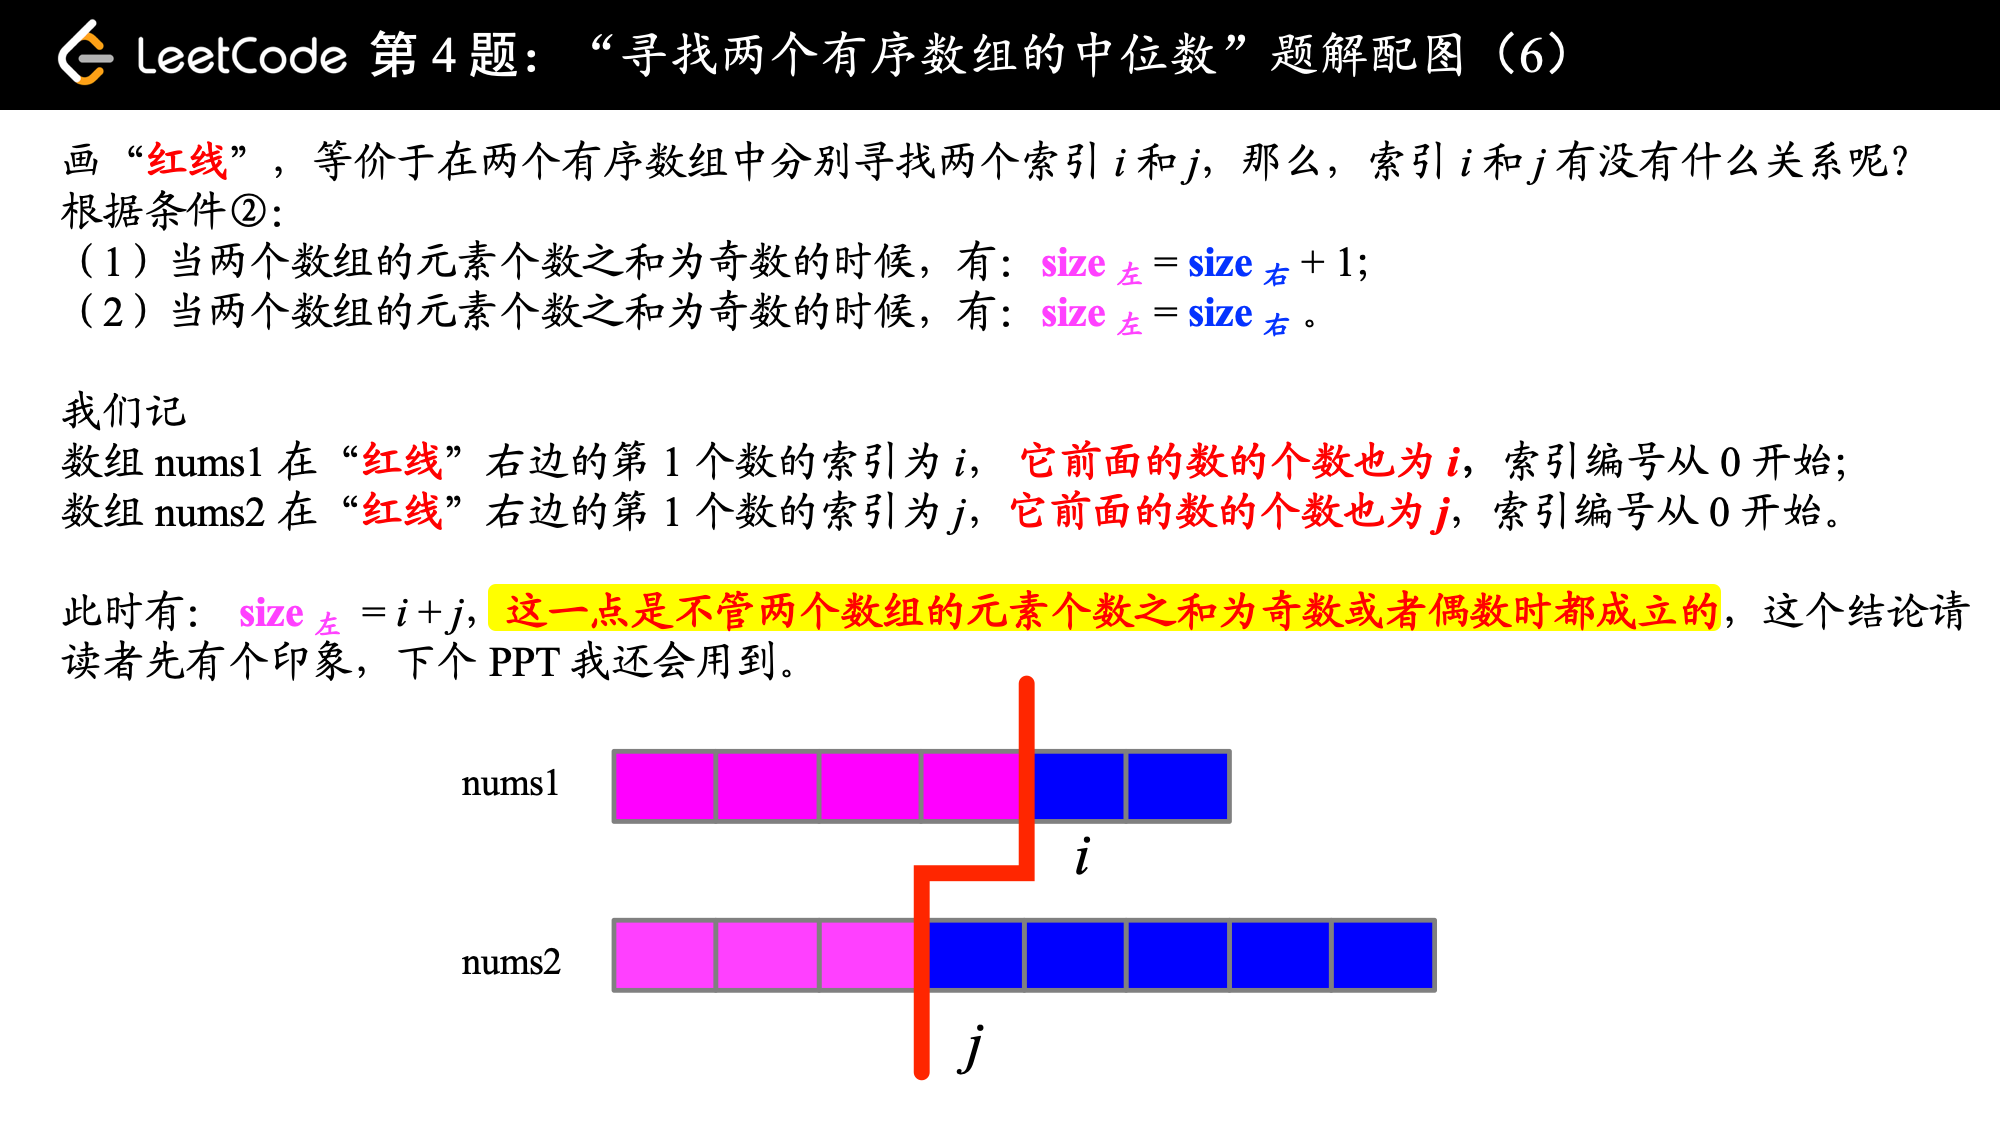 LeetCode 第 4 题：“寻找两个有序数组的中位数”题解配图（6）
画“红线”，等价于在两个有序数组中分别寻找两个索引 i 和 j，那么，索引 i 和 j 有没有什么关系呢？
根据条件②：
（1）当两个数组的元素个数之和为奇数的时候，有：size 左 = size 右 + 1；
（2）当两个数组的元素个数之和为奇数的时候，有：size 左 = size 右 。
我们记
数组 nums1 在“红线”右边的第 1 个数的索引为 i，它前面的数的个数也为 i，索引编号从 0 开始；
数组 nums2 在“红线”右边的第 1 个数的索引为 j，它前面的数的个数也为 j，索引编号从 0 开始。
此时有： size 左 = i + j，这一点是不管两个数组的元素个数之和为奇数或者偶数时都成立的，这个结论请
读者先有个印象，下个 PPT 我还会用到。
nums1
i
nums2
j